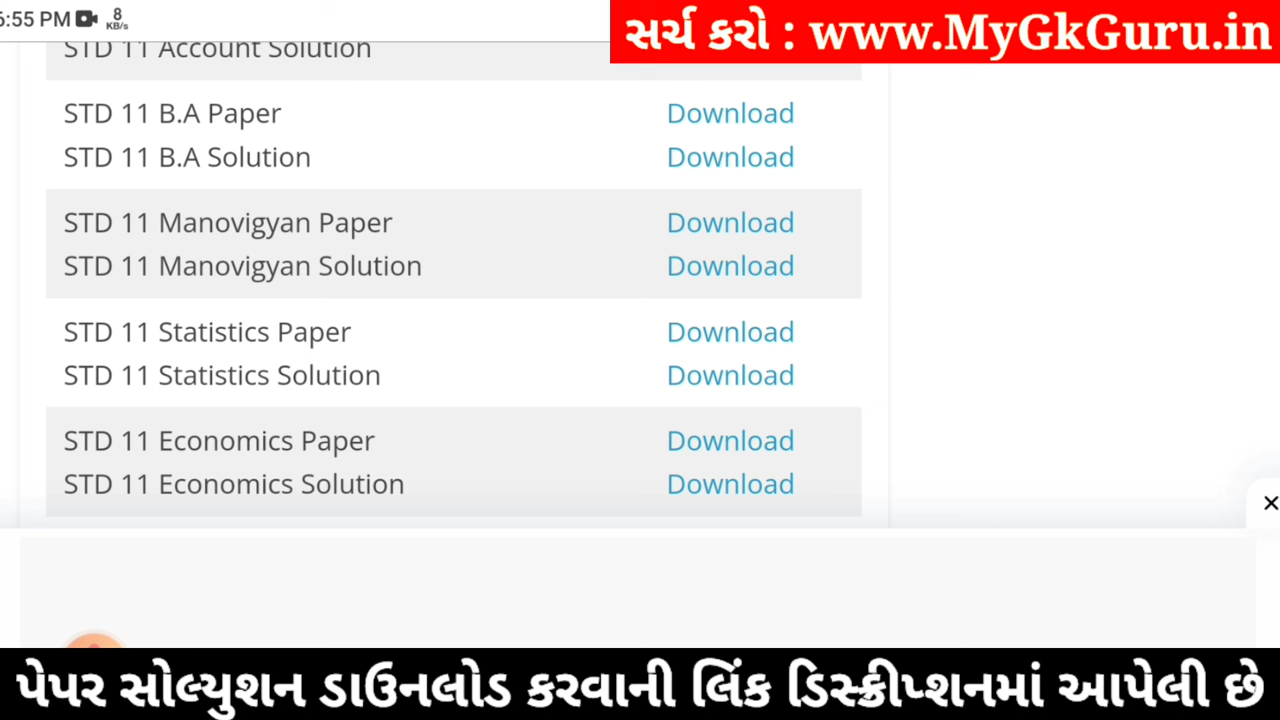 6:55 PM 8 KB/s
સર્ચ કરો : www.MyGkGuru.in
STD 11 Account Solution
STD 11 B.A Paper Download
STD 11 B.A Solution Download
STD 11 Manovigyan Paper Download
STD 11 Manovigyan Solution Download
STD 11 Statistics Paper Download
STD 11 Statistics Solution Download
STD 11 Economics Paper Download
STD 11 Economics Solution Download
પેપર સોલ્યુશન ડાઉનલોડ કરવાની લિંક ડિસ્ક્રીપ્શનમાં આપેલી છે